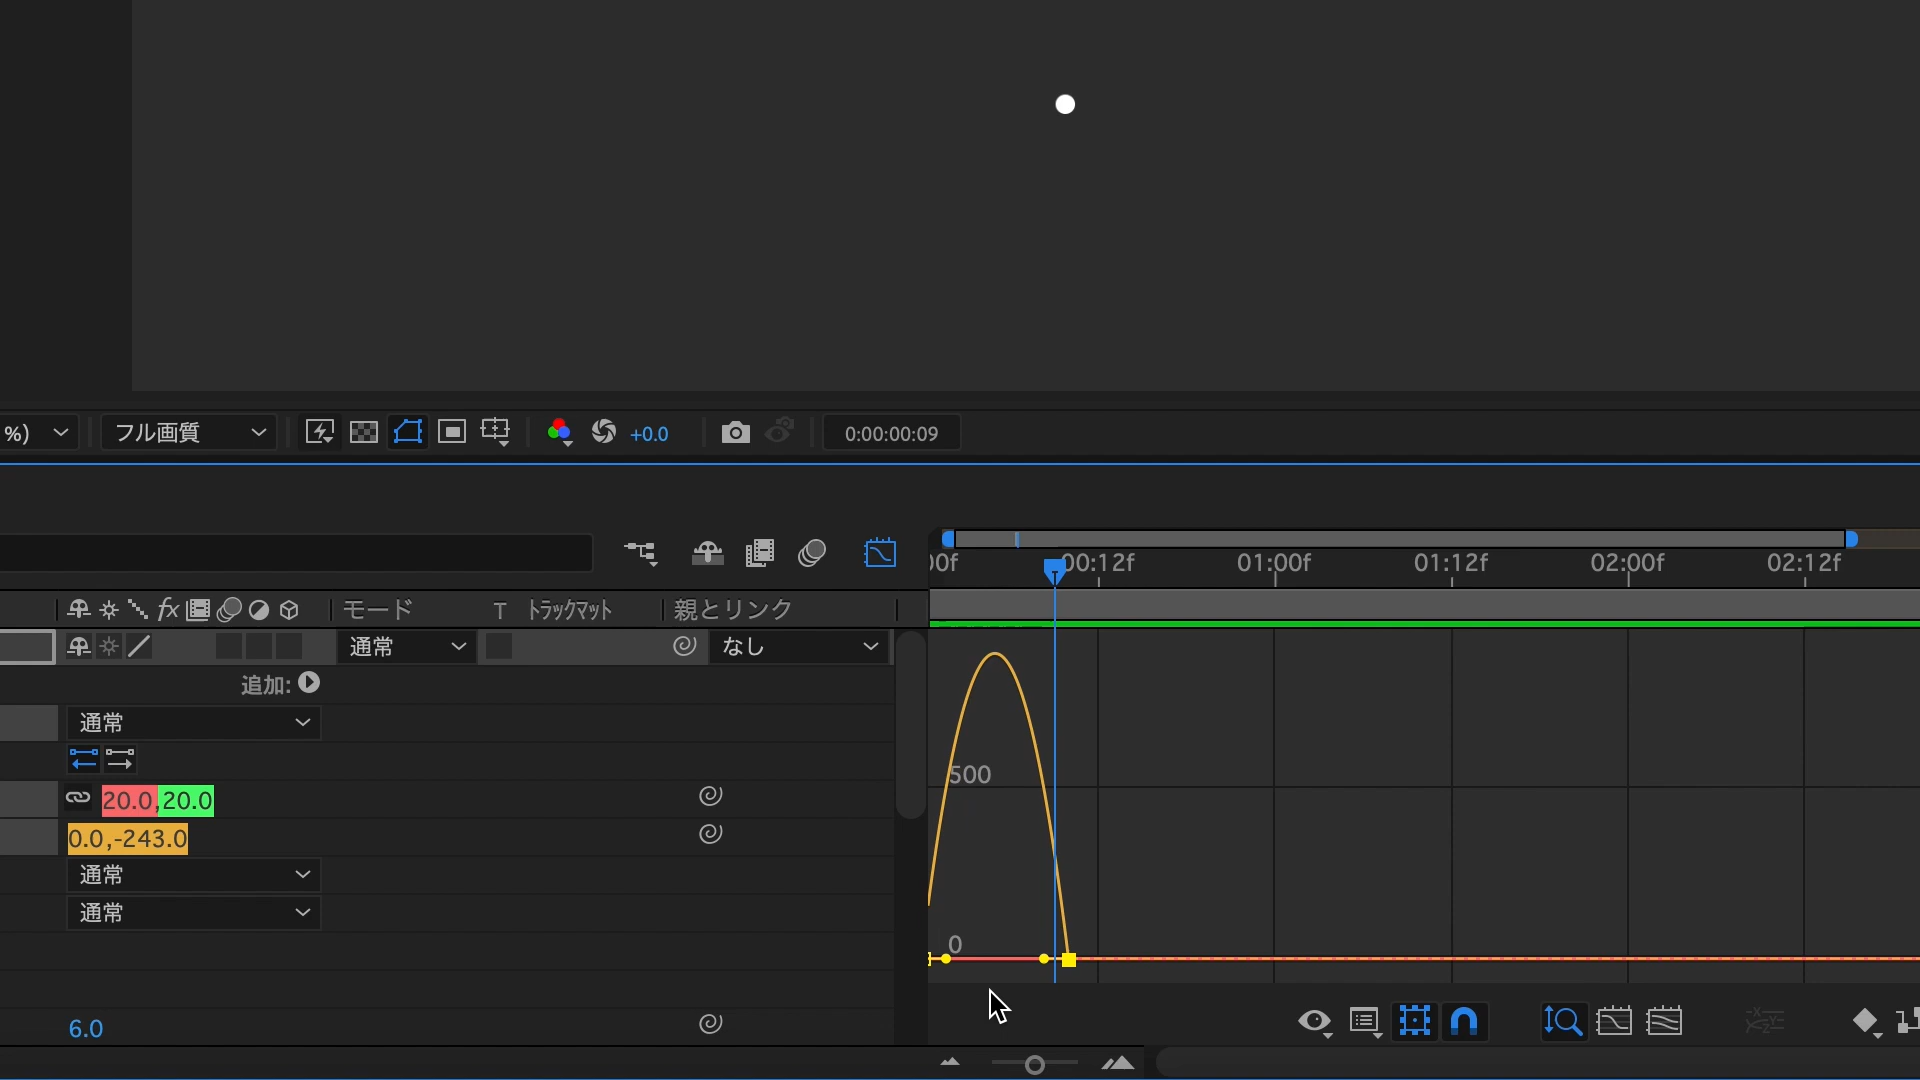 %)
フル画質
+0.0
0:00:00:09
00:12f
01:00f
01:12f
02:00f
02:12f
fx
モード
T
トラックマット
親とリンク
通常
なし
追加:
通常
20.0,20.0
0.0,-243.0
通常
通常
6.0
500
0